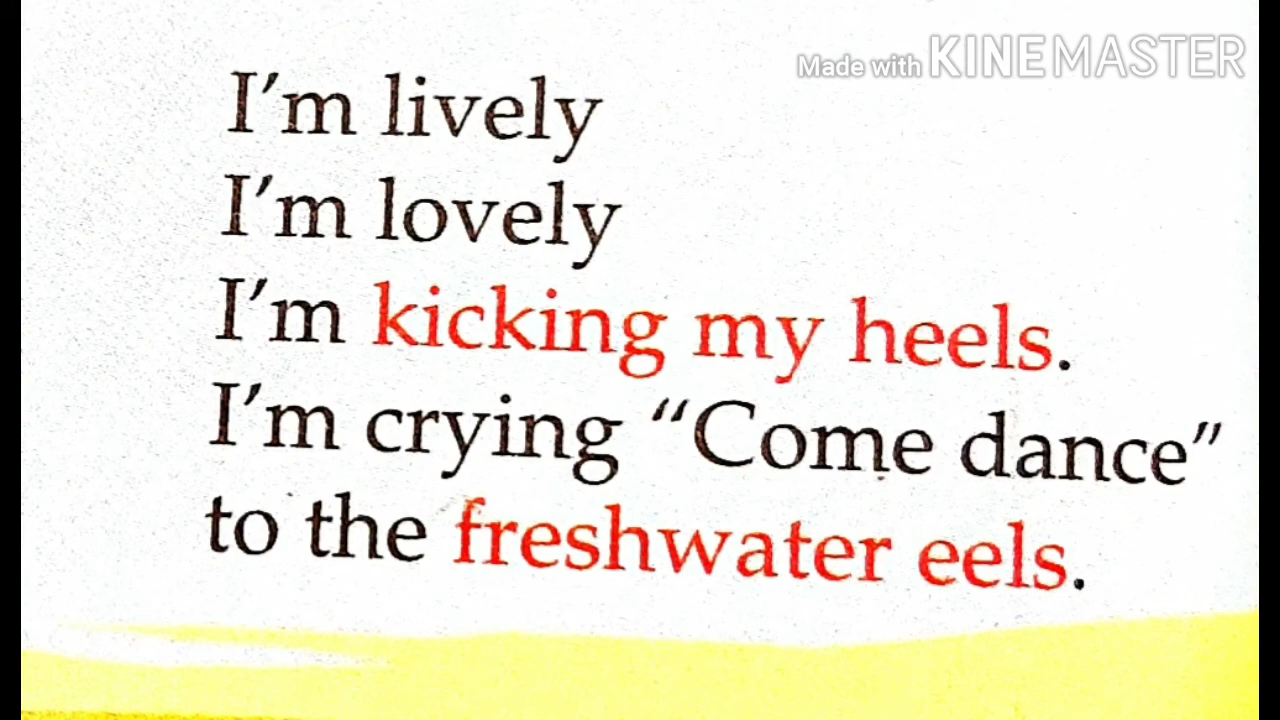 Made with KINEMASTER
I'm lively
I'm lovely
I'm kicking my heels.
I'm crying “Come dance”
to the freshwater eels.